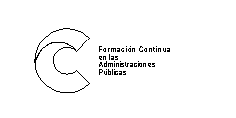 Formación Continua
en las
Administraciones
Públicas